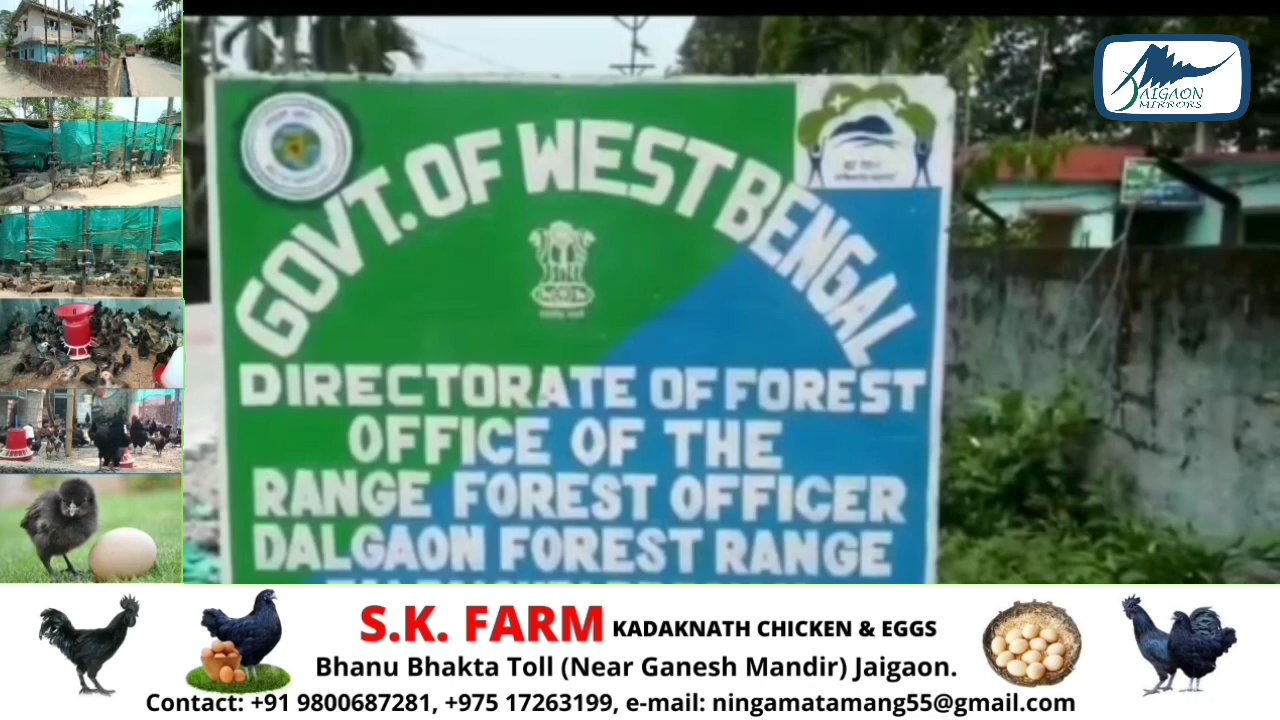 JAIGAON
MIRRORS
GOVT. OF WEST BENGAL
DIRECTORATE OF FOREST
OFFICE OF THE
RANGE FOREST OFFICER
DALGAON FOREST RANGE
S.K. FARM KADAKNATH CHICKEN & EGGS
Bhanu Bhakta Toll (Near Ganesh Mandir) Jaigaon.
Contact: +91 9800687281, +975 17263199, e-mail: ningamatamang55@gmail.com